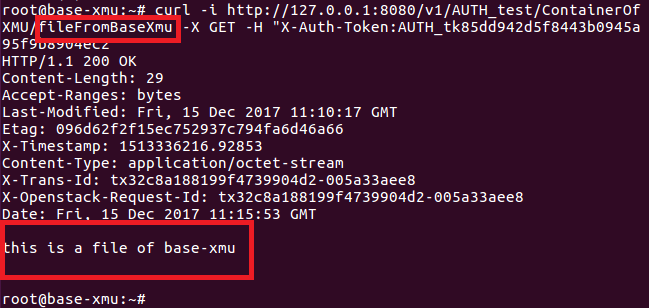 root@base-xmu:~# curl -i http://127.0.0.1:8080/v1/AUTH_test/ContainerOf
XMU/fileFromBaseXmu -X GET -H "X-Auth-Token:AUTH_tk85dd942d5f8443b0945a
95f9b8904ec2"
HTTP/1.1 200 OK
Content-Length: 29
Accept-Ranges: bytes
Last-Modified: Fri, 15 Dec 2017 11:10:17 GMT
Etag: 096d62f2f15ec752937c794fa6d46a66
X-Timestamp: 1513336216.92853
Content-Type: application/octet-stream
X-Trans-Id: tx32c8a188199f4739904d2-005a33aee8
X-Openstack-Request-Id: tx32c8a188199f4739904d2-005a33aee8
Date: Fri, 15 Dec 2017 11:15:53 GMT
this is a file of base-xmu
root@base-xmu:~#